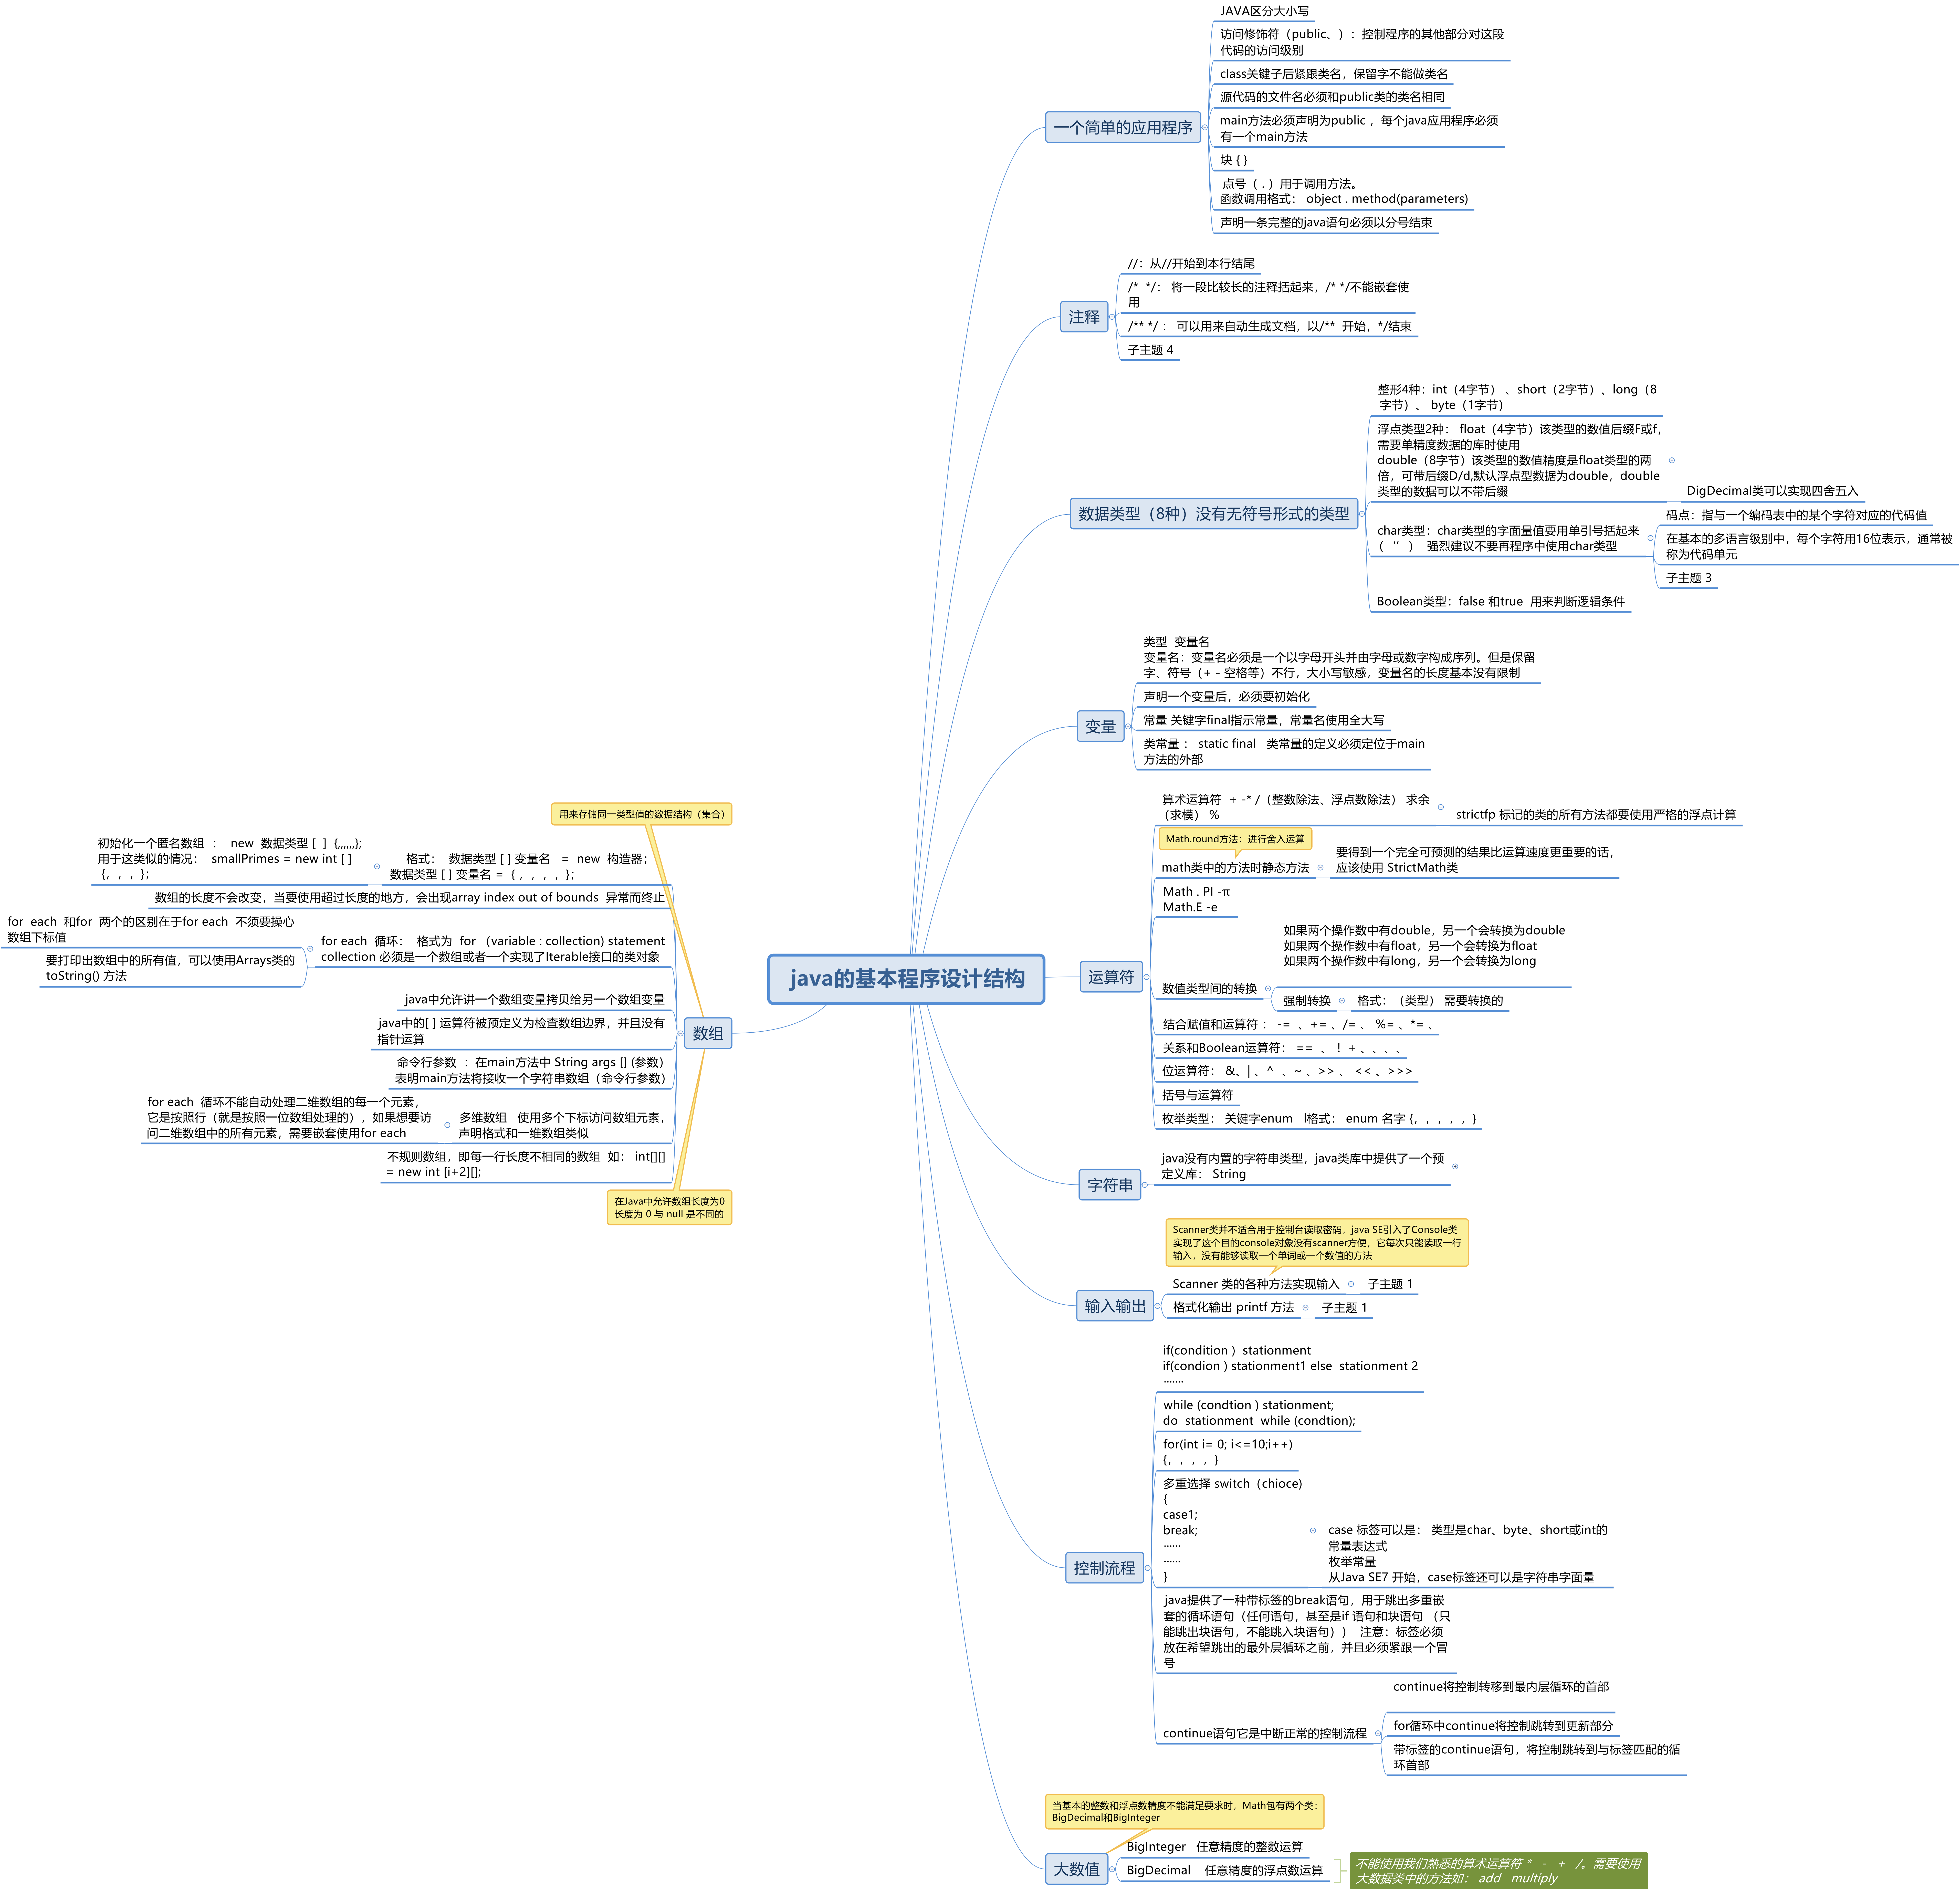 java的基本程序设计结构
一个简单的应用程序
JAVA区分大小写
访问修饰符（public、）：控制程序的其他部分对这段
代码的访问级别
class关键子后紧跟类名，保留字不能做类名
源代码的文件名必须和public类的类名相同
main方法必须声明为public ，每个java应用程序必须
有一个main方法
块 { }
点号（ . ）用于调用方法。
函数调用格式： object . method(parameters)
声明一条完整的java语句必须以分号结束
注释
//：从//开始到本行结尾
/* */： 将一段比较长的注释括起来，/* */不能嵌套使
用
/** */ ： 可以用来自动生成文档，以/** 开始，*/结束
子主题 4
数据类型（8种）没有无符号形式的类型
整形4种：int（4字节） 、short（2字节）、long（8
字节）、 byte（1字节）
浮点类型2种： float（4字节）该类型的数值后缀F或f，
需要单精度数据的库时使用
double（8字节）该类型的数值精度是float类型的两
倍，可带后缀D/d,默认浮点型数据为double，double
类型的数据可以不带后缀
DigDecimal类可以实现四舍五入
char类型：char类型的字面量值要用单引号括起来
（ ‘’ ） 强烈建议不要再程序中使用char类型
码点：指与一个编码表中的某个字符对应的代码值
在基本的多语言级别中，每个字符用16位表示，通常被
称为代码单元
子主题 3
Boolean类型：false 和true 用来判断逻辑条件
变量
类型 变量名
变量名：变量名必须是一个以字母开头并由字母或数字构成序列。但是保留
字、符号（+ - 空格等）不行，大小写敏感，变量名的长度基本没有限制
声明一个变量后，必须要初始化
常量 关键字final指示常量，常量名使用全大写
类常量 ： static final 类常量的定义必须定位于main
方法的外部
运算符
算术运算符 + -* /（整数除法、浮点数除法） 求余
（求模） %
strictfp 标记的类的所有方法都要使用严格的浮点计算
Math.round方法：进行舍入运算
math类中的方法时静态方法
要得到一个完全可预测的结果比运算速度更重要的话，
应该使用 StrictMath类
Math . PI -π
Math.E -e
数值类型间的转换
如果两个操作数中有double，另一个会转换为double
如果两个操作数中有float，另一个会转换为float
如果两个操作数中有long，另一个会转换为long
强制转换
格式：（类型） 需要转换的
结合赋值和运算符 ： -= 、+= 、/= 、 %= 、*= 、
关系和Boolean运算符： == 、！ + 、、、、
位运算符： &、| 、^ 、~ 、>> 、 << 、>>>
括号与运算符
枚举类型： 关键字enum l格式： enum 名字 {，，，，，}
字符串
java没有内置的字符串类型，java类库中提供了一个预
定义库： String
输入输出
Scanner类并不适合用于控制台读取密码，java SE引入了Console类
实现了这个目的console对象没有scanner方便，它每次只能读取一行
输入，没有能够读取一个单词或一个数值的方法
Scanner 类的各种方法实现输入
子主题 1
格式化输出 printf 方法
子主题 1
控制流程
if(condition ) stationment
if(condion ) stationment1 else stationment 2
.......
while (condtion ) stationment;
do stationment while (condtion);
for(int i= 0; i<=10;i++)
{，，，，}
多重选择 switch（chioce)
{
case1;
break;
......
......
}
case 标签可以是： 类型是char、byte、short或int的
常量表达式
枚举常量
从Java SE7 开始，case标签还可以是字符串字面量
java提供了一种带标签的break语句，用于跳出多重嵌
套的循环语句（任何语句，甚至是if 语句和块语句 （只
能跳出块语句，不能跳入块语句）） 注意：标签必须
放在希望跳出的最外层循环之前，并且必须紧跟一个冒
号
continue语句它是中断正常的控制流程
continue将控制转移到最内层循环的首部
for循环中continue将控制跳转到更新部分
带标签的continue语句，将控制跳转到与标签匹配的循
环首部
大数值
当基本的整数和浮点数精度不能满足要求时，Math包有两个类：
BigDecimal和BigInteger
BigInteger 任意精度的整数运算
BigDecimal 任意精度的浮点数运算
不能使用我们熟悉的算术运算符 * - + /。需要使用
大数据类中的方法如： add multiply
数组
用来存储同一类型值的数据结构（集合）
格式： 数据类型 [ ] 变量名 = new 构造器；
数据类型 [ ] 变量名 = { ，，，，};
初始化一个匿名数组 ： new 数据类型 [ ] {,,,,,,};
用于这类似的情况： smallPrimes = new int [ ]
{，，，};
数组的长度不会改变，当要使用超过长度的地方，会出现array index out of bounds 异常而终止
for each 循环： 格式为 for （variable : collection) statement
collection 必须是一个数组或者一个实现了Iterable接口的类对象
for each 和for 两个的区别在于for each 不须要操心
数组下标值
要打印出数组中的所有值，可以使用Arrays类的
toString() 方法
java中允许讲一个数组变量拷贝给另一个数组变量
java中的[ ] 运算符被预定义为检查数组边界，并且没有
指针运算
命令行参数 ：在main方法中 String args [] (参数)
表明main方法将接收一个字符串数组（命令行参数）
多维数组 使用多个下标访问数组元素，
声明格式和一维数组类似
for each 循环不能自动处理二维数组的每一个元素，
它是按照行（就是按照一位数组处理的），如果想要访
问二维数组中的所有元素，需要嵌套使用for each
不规则数组，即每一行长度不相同的数组 如： int[][]
= new int [i+2][];
在Java中允许数组长度为0
长度为 0 与 null 是不同的